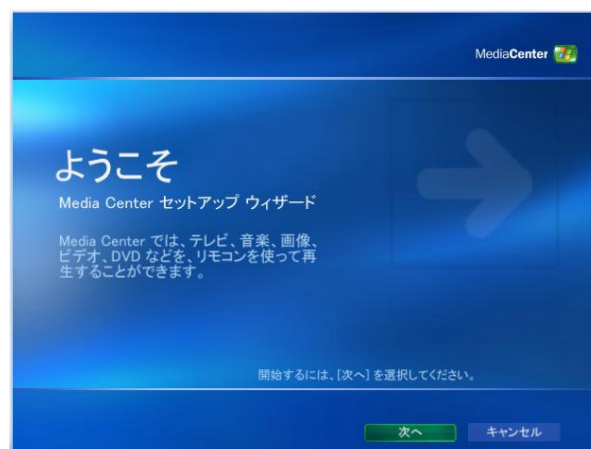 MediaCenter
ようこそ
Media Center セットアップ ウィザード
Media Center では、テレビ、音楽、画像、
ビデオ、DVD などを、リモコンを使って再
生することができます。
開始するには、[次へ] を選択してください。
次へ キャンセル